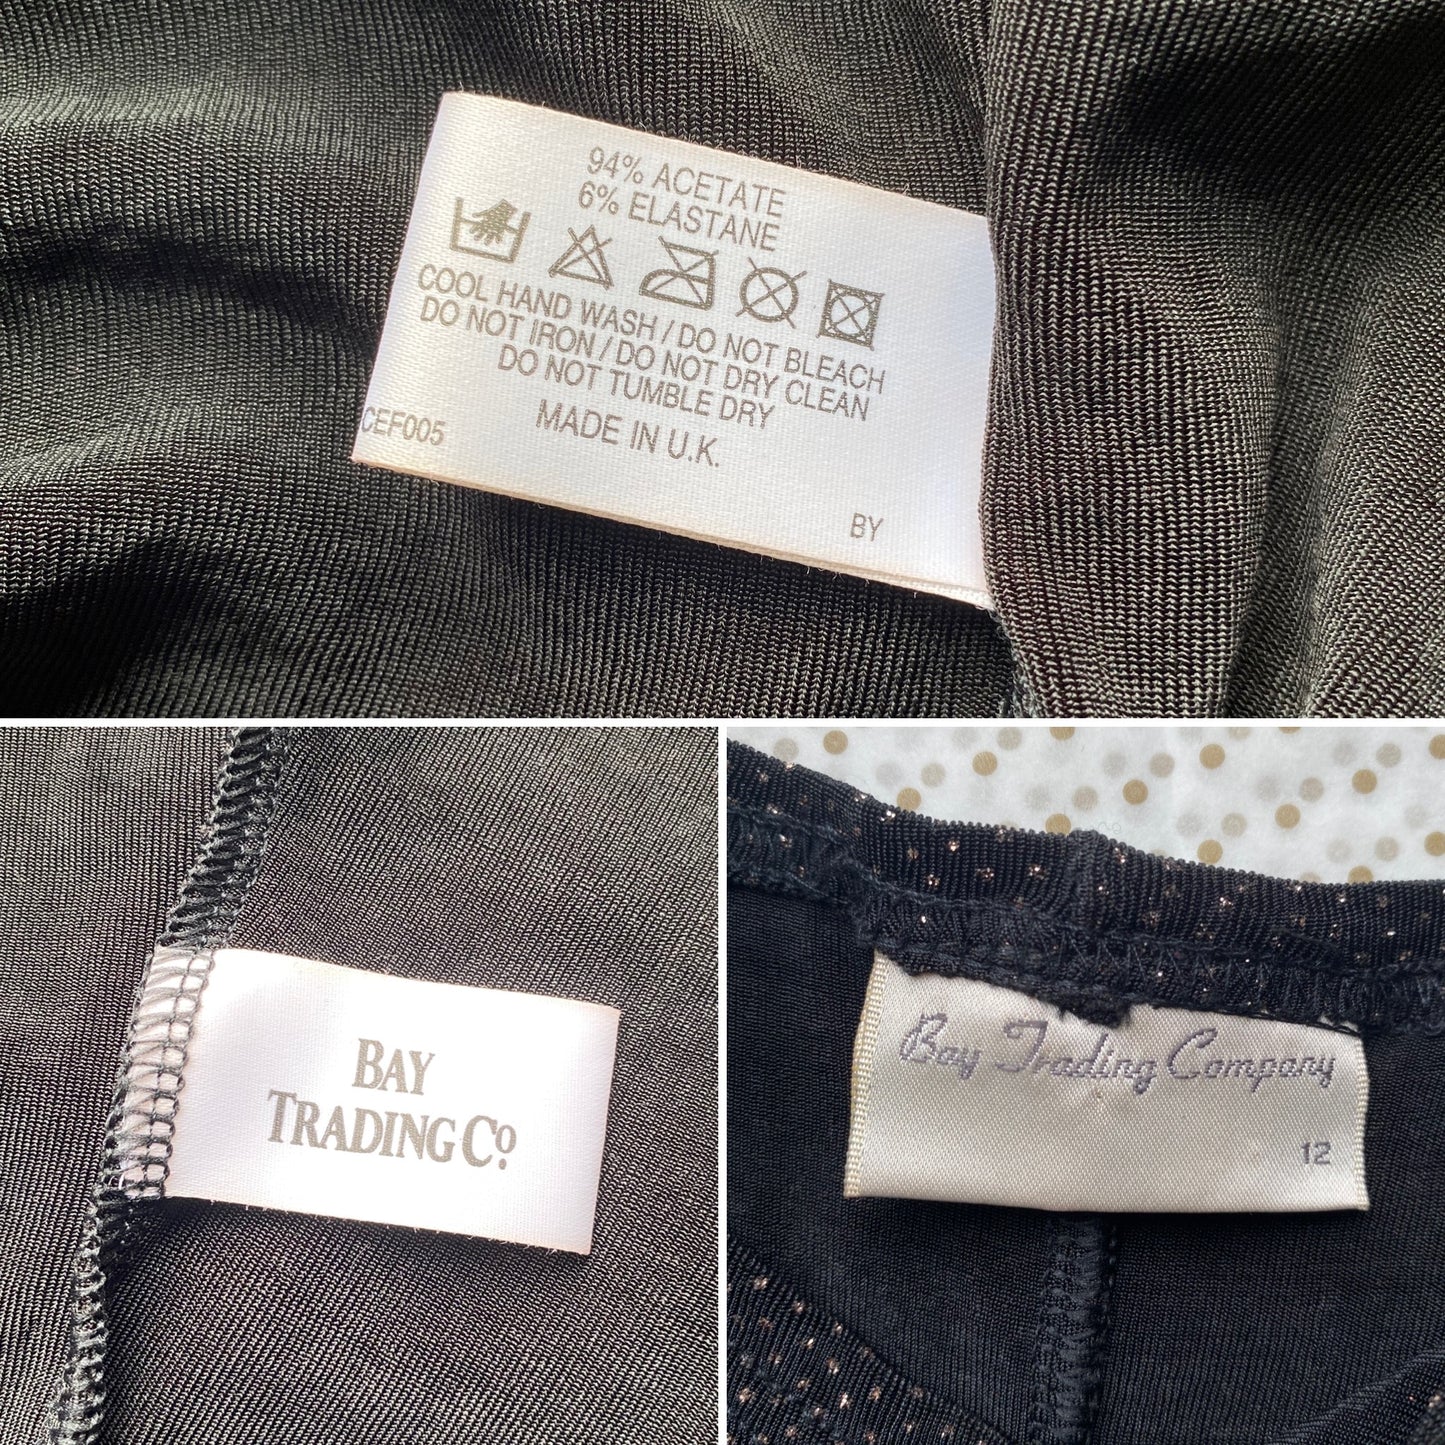 94% ACETATE
6% ELASTANE
COOL HAND WASH / DO NOT BLEACH
DO NOT IRON / DO NOT DRY CLEAN
DO NOT TUMBLE DRY
MADE IN U.K.
CEF005
BY
BAY
TRADING Co.
Bay Trading Company
12